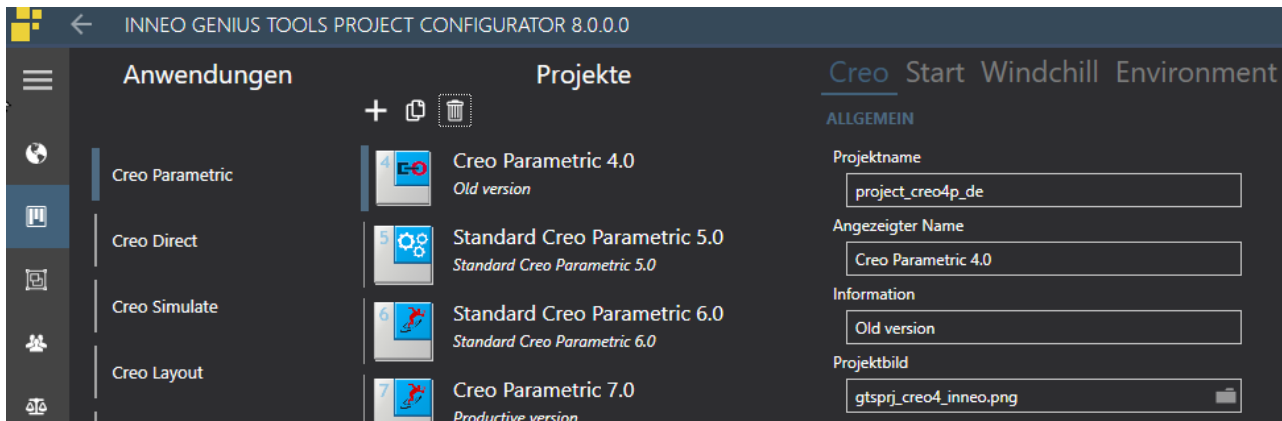 INNEO GENIUS TOOLS PROJECT CONFIGURATOR 8.0.0.0
Anwendungen
Creo Parametric
Creo Direct
Creo Simulate
Creo Layout
Projekte
4
Creo Parametric 4.0
Old version
5
Standard Creo Parametric 5.0
Standard Creo Parametric 5.0
6
Standard Creo Parametric 6.0
Standard Creo Parametric 6.0
7
Creo Parametric 7.0
Productive version
Creo Start Windchill Environment
ALLGEMEIN
Projektname
project_creo4p_de
Angezeigter Name
Creo Parametric 4.0
Information
Old version
Projektbild
gtsprj_creo4_inneo.png